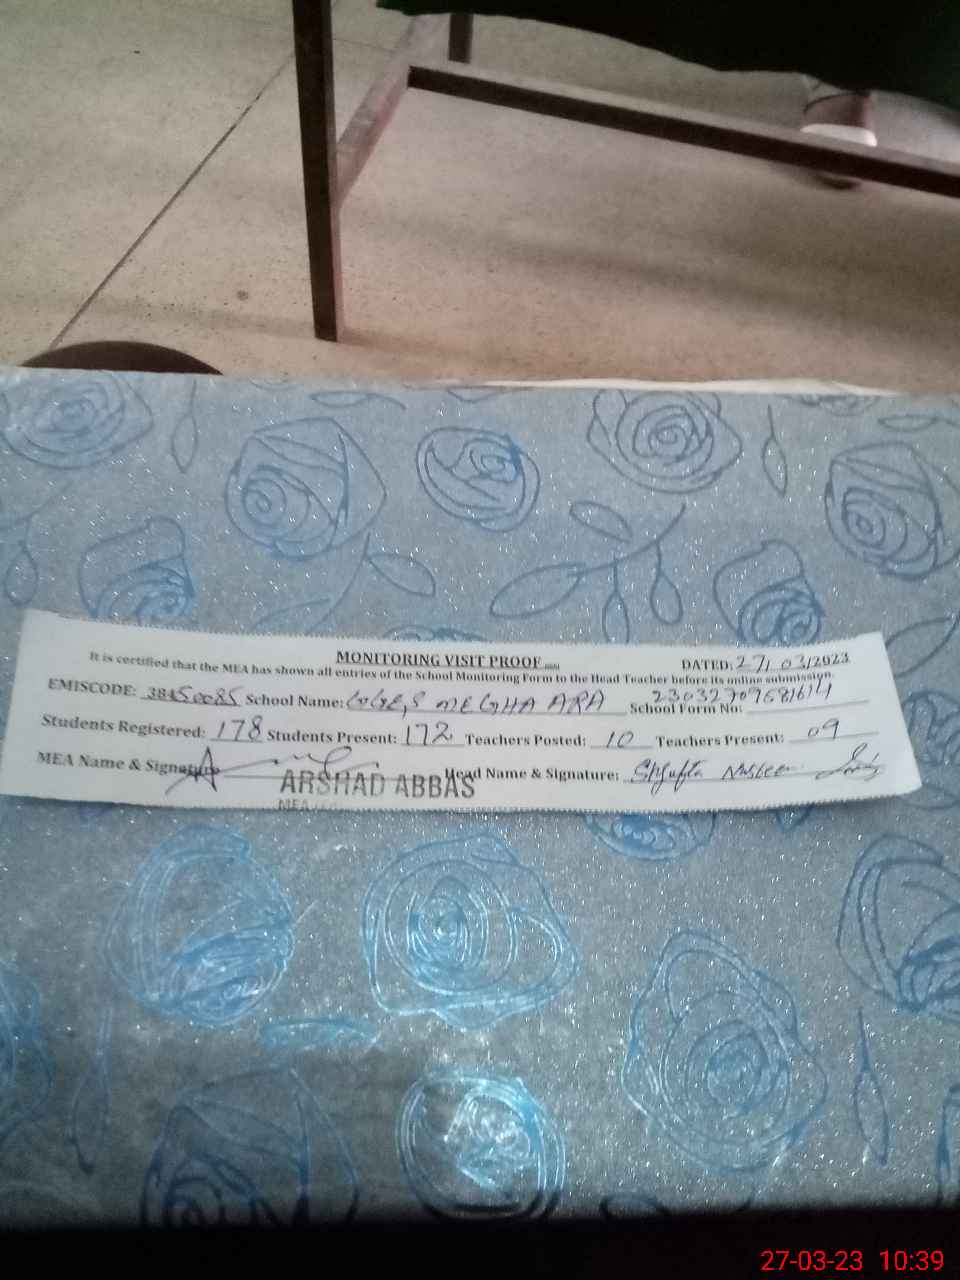 MONITORING VISIT PROOF
DATED: 27/03/2023
It is certified that the MEA has shown all entries of the School Monitoring Form to the Head Teacher before its online submission.
EMISCODE: 38450085 School Name: GGES MEGHA ARA School Form No: 23032709681614
Students Registered: 178 Students Present: 172 Teachers Posted: 10 Teachers Present: 09
MEA Name & Signature ARSHAD ABBAS Head Name & Signature: Shgufta Nasreen
MEA
27-03-23 10:39